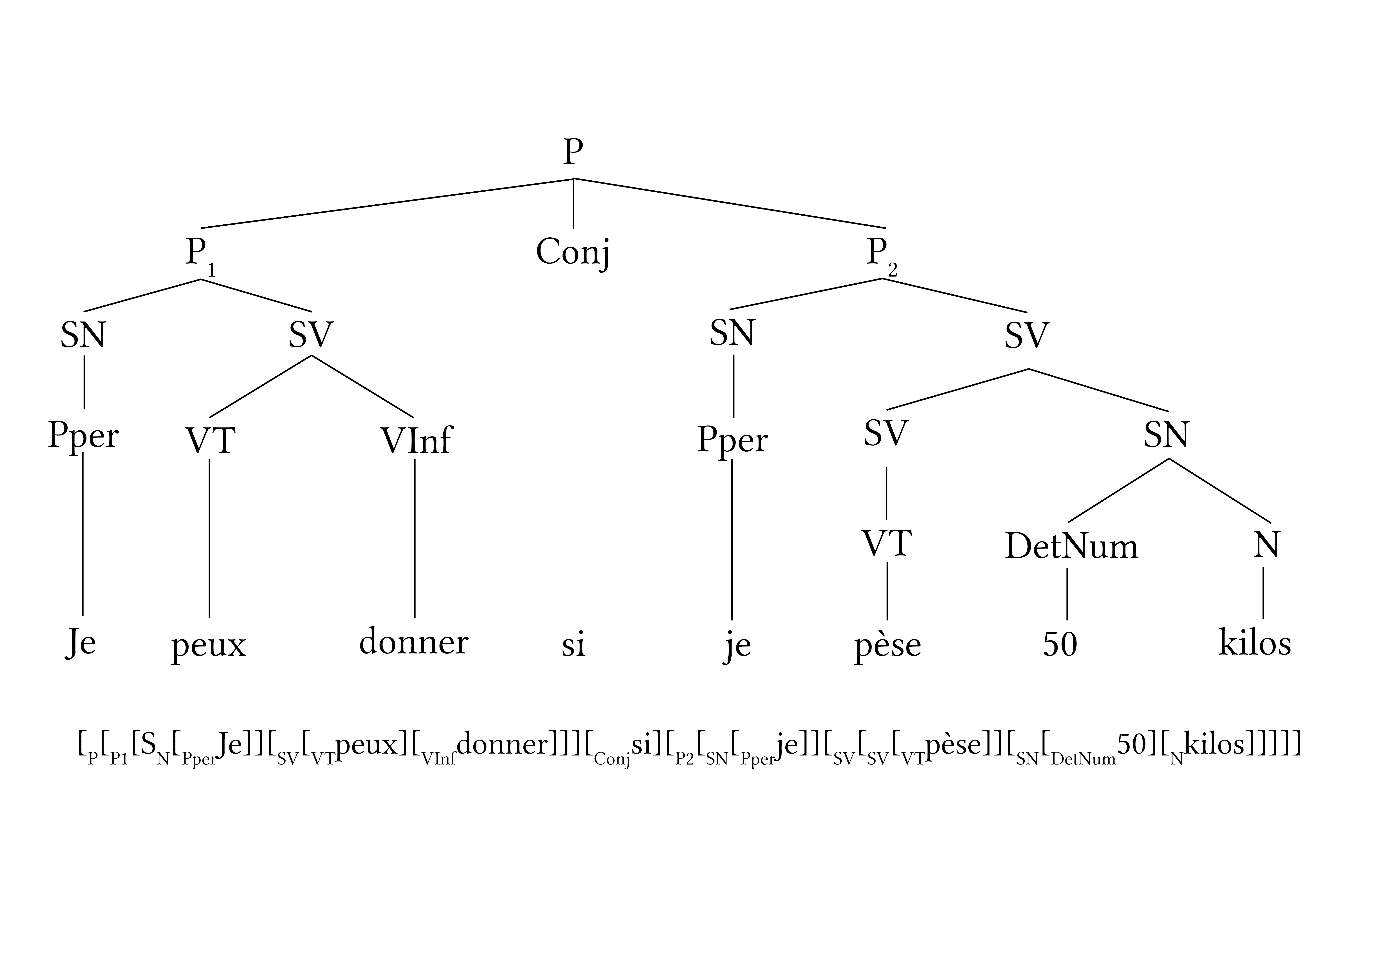 P
P1 Conj P2
SN SV SN SV
Pper VT VInf Pper SV SN
VT DetNum N
Je peux donner si je pèse 50 kilos
[P[P1[SN[PperJe]][SV[VTpeux][VInfdonner]]][Conjsi][P2[SN[Pperje]][SV[SV[VTpèse]][SN[DetNum50][Nkilos]]]]]